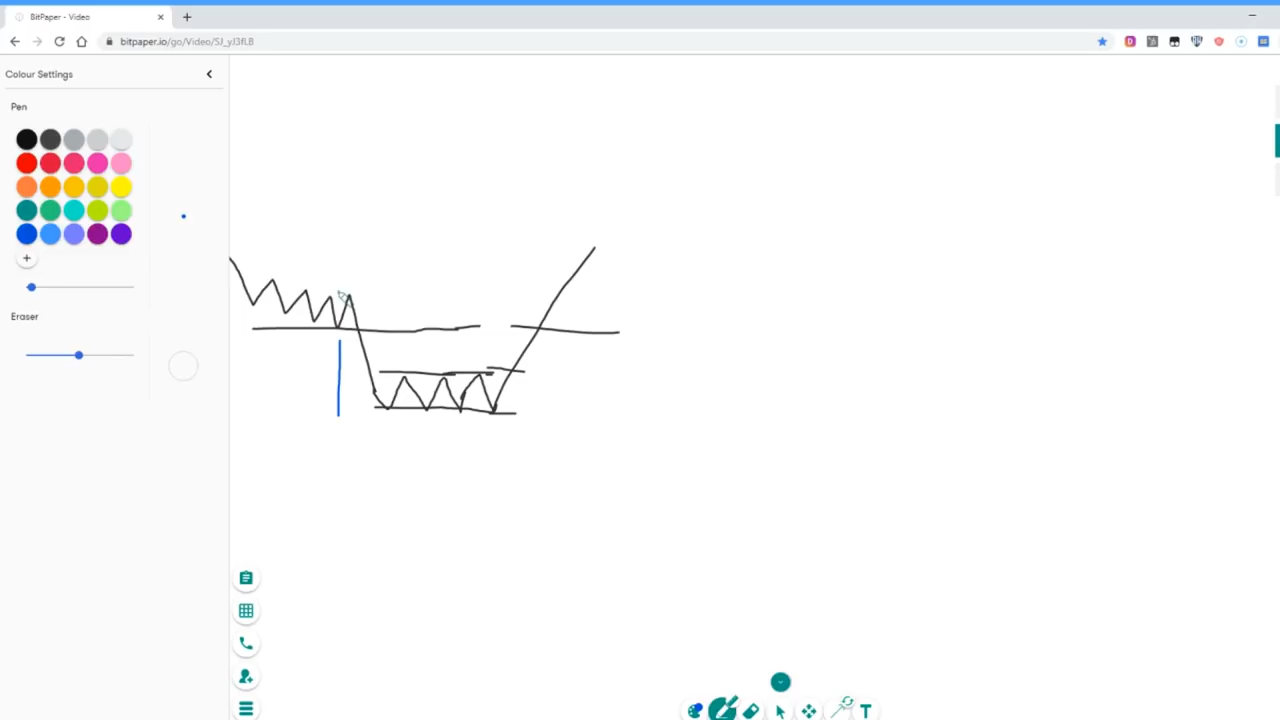 BitPaper - Video
bitpaper.io/go/Video/SJ_yJ3fLB
Colour Settings
Pen
Eraser
T